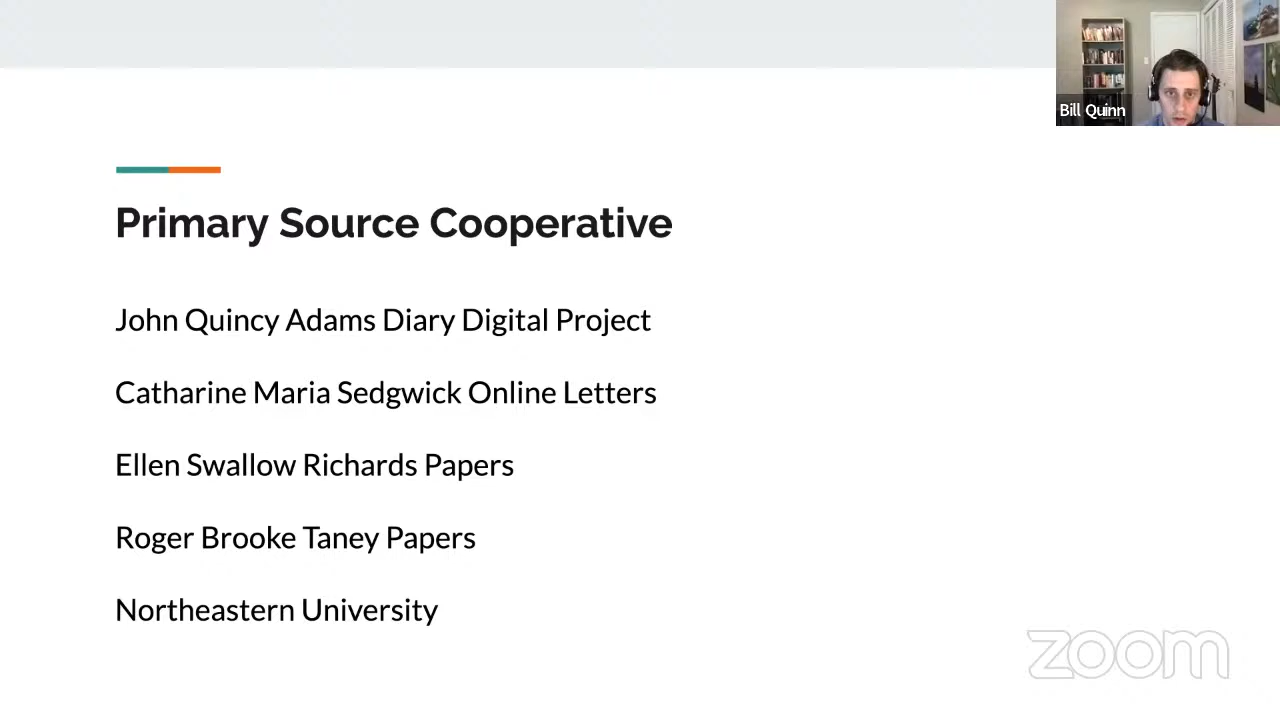 Bill Quinn
Primary Source Cooperative
John Quincy Adams Diary Digital Project
Catharine Maria Sedgwick Online Letters
Ellen Swallow Richards Papers
Roger Brooke Taney Papers
Northeastern University
zoom